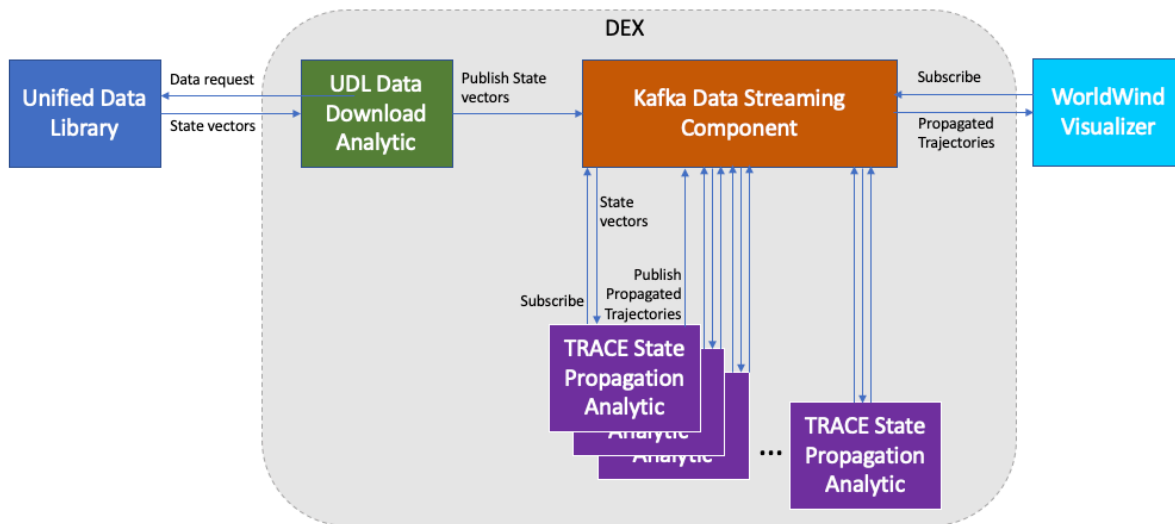 DEX
Unified Data
Library
Data request
State vectors
UDL Data
Download
Analytic
Publish State
vectors
Kafka Data Streaming
Component
Subscribe
Propagated
Trajectories
WorldWind
Visualizer
State
vectors
Subscribe
Publish
Propagated
Trajectories
TRACE State
Propagation
Analytic
Analytic
Analytic
...
TRACE State
Propagation
Analytic